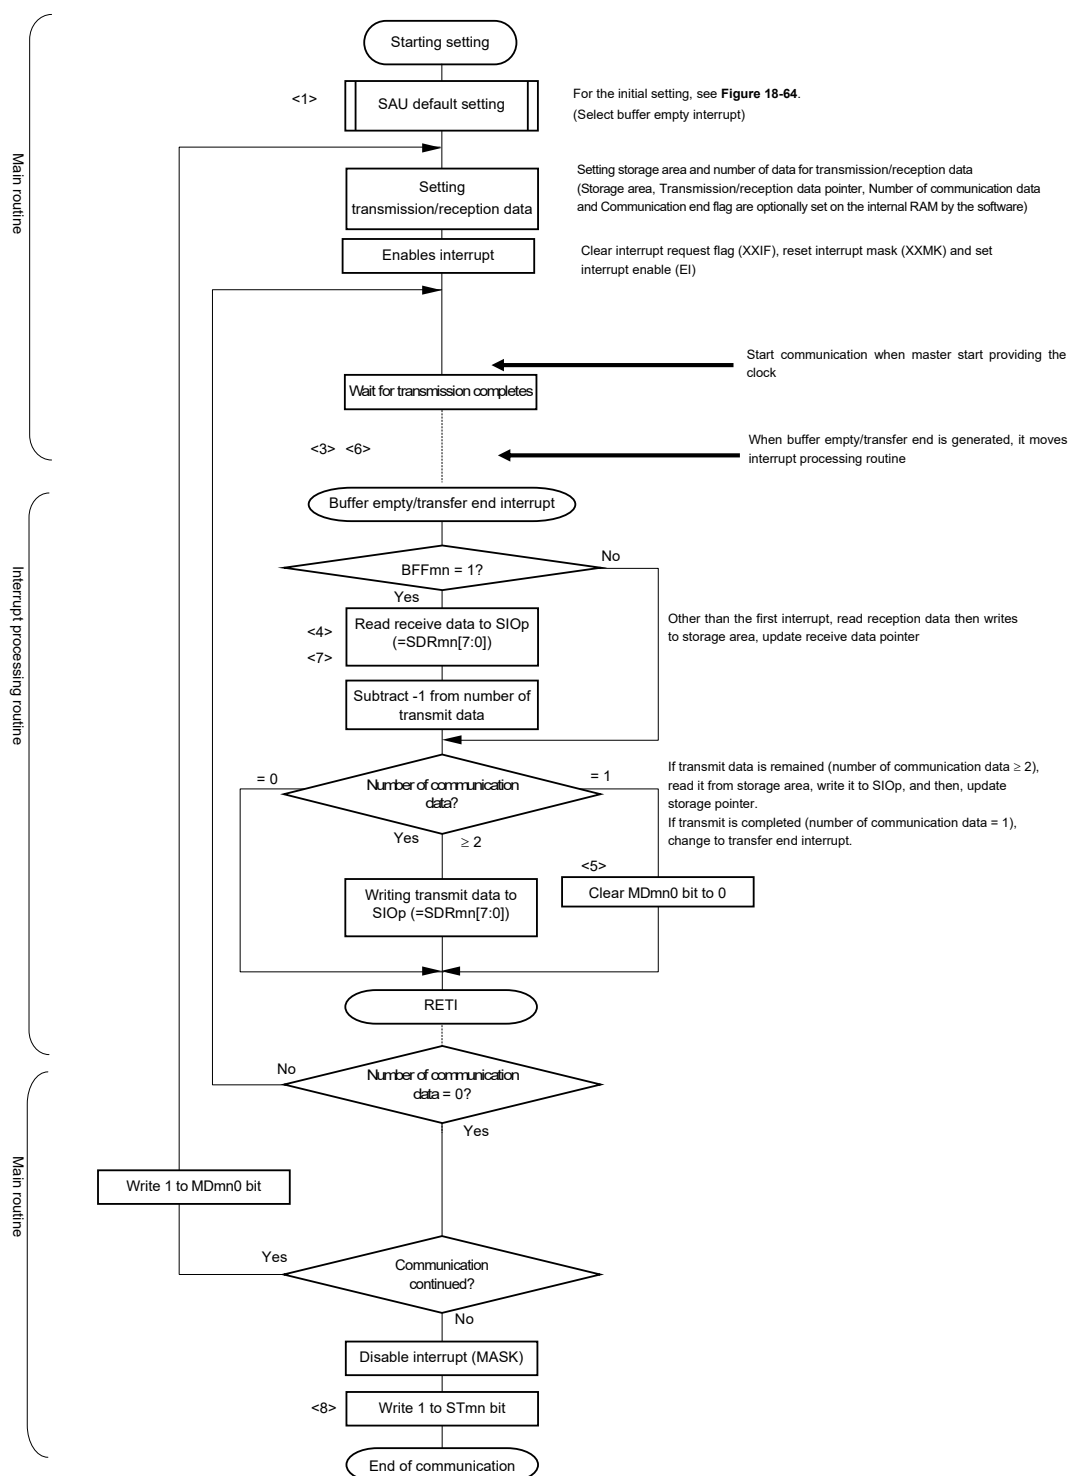 Main routine
Starting setting
<1>
SAU default setting
For the initial setting, see Figure 18-64.
(Select buffer empty interrupt)
Setting
transmission/reception data
Setting storage area and number of data for transmission/reception data
(Storage area, Transmission/reception data pointer, Number of communication data
and Communication end flag are optionally set on the internal RAM by the software)
Enables interrupt
Clear interrupt request flag (XXIF), reset interrupt mask (XXMK) and set
interrupt enable (EI)
Start communication when master start providing the
clock
Wait for transmission completes
<3> <6>
When buffer empty/transfer end is generated, it moves
interrupt processing routine
Interrupt processing routine
Buffer empty/transfer end interrupt
BFFmn = 1?
No
Yes
<4>
<7>
Read receive data to SIOp
(=SDRmn[7:0])
Other than the first interrupt, read reception data then writes
to storage area, update receive data pointer
Subtract -1 from number of
transmit data
= 0
Number of communication
data?
= 1
Yes
≥ 2
If transmit data is remained (number of communication data ≥ 2),
read it from storage area, write it to SIOp, and then, update
storage pointer.
If transmit is completed (number of communication data = 1),
change to transfer end interrupt.
Writing transmit data to
SIOp (=SDRmn[7:0])
<5>
Clear MDmn0 bit to 0
RETI
Main routine
No
Number of communication
data = 0?
Yes
Write 1 to MDmn0 bit
Yes
Communication
continued?
No
Disable interrupt (MASK)
<8>
Write 1 to STmn bit
End of communication